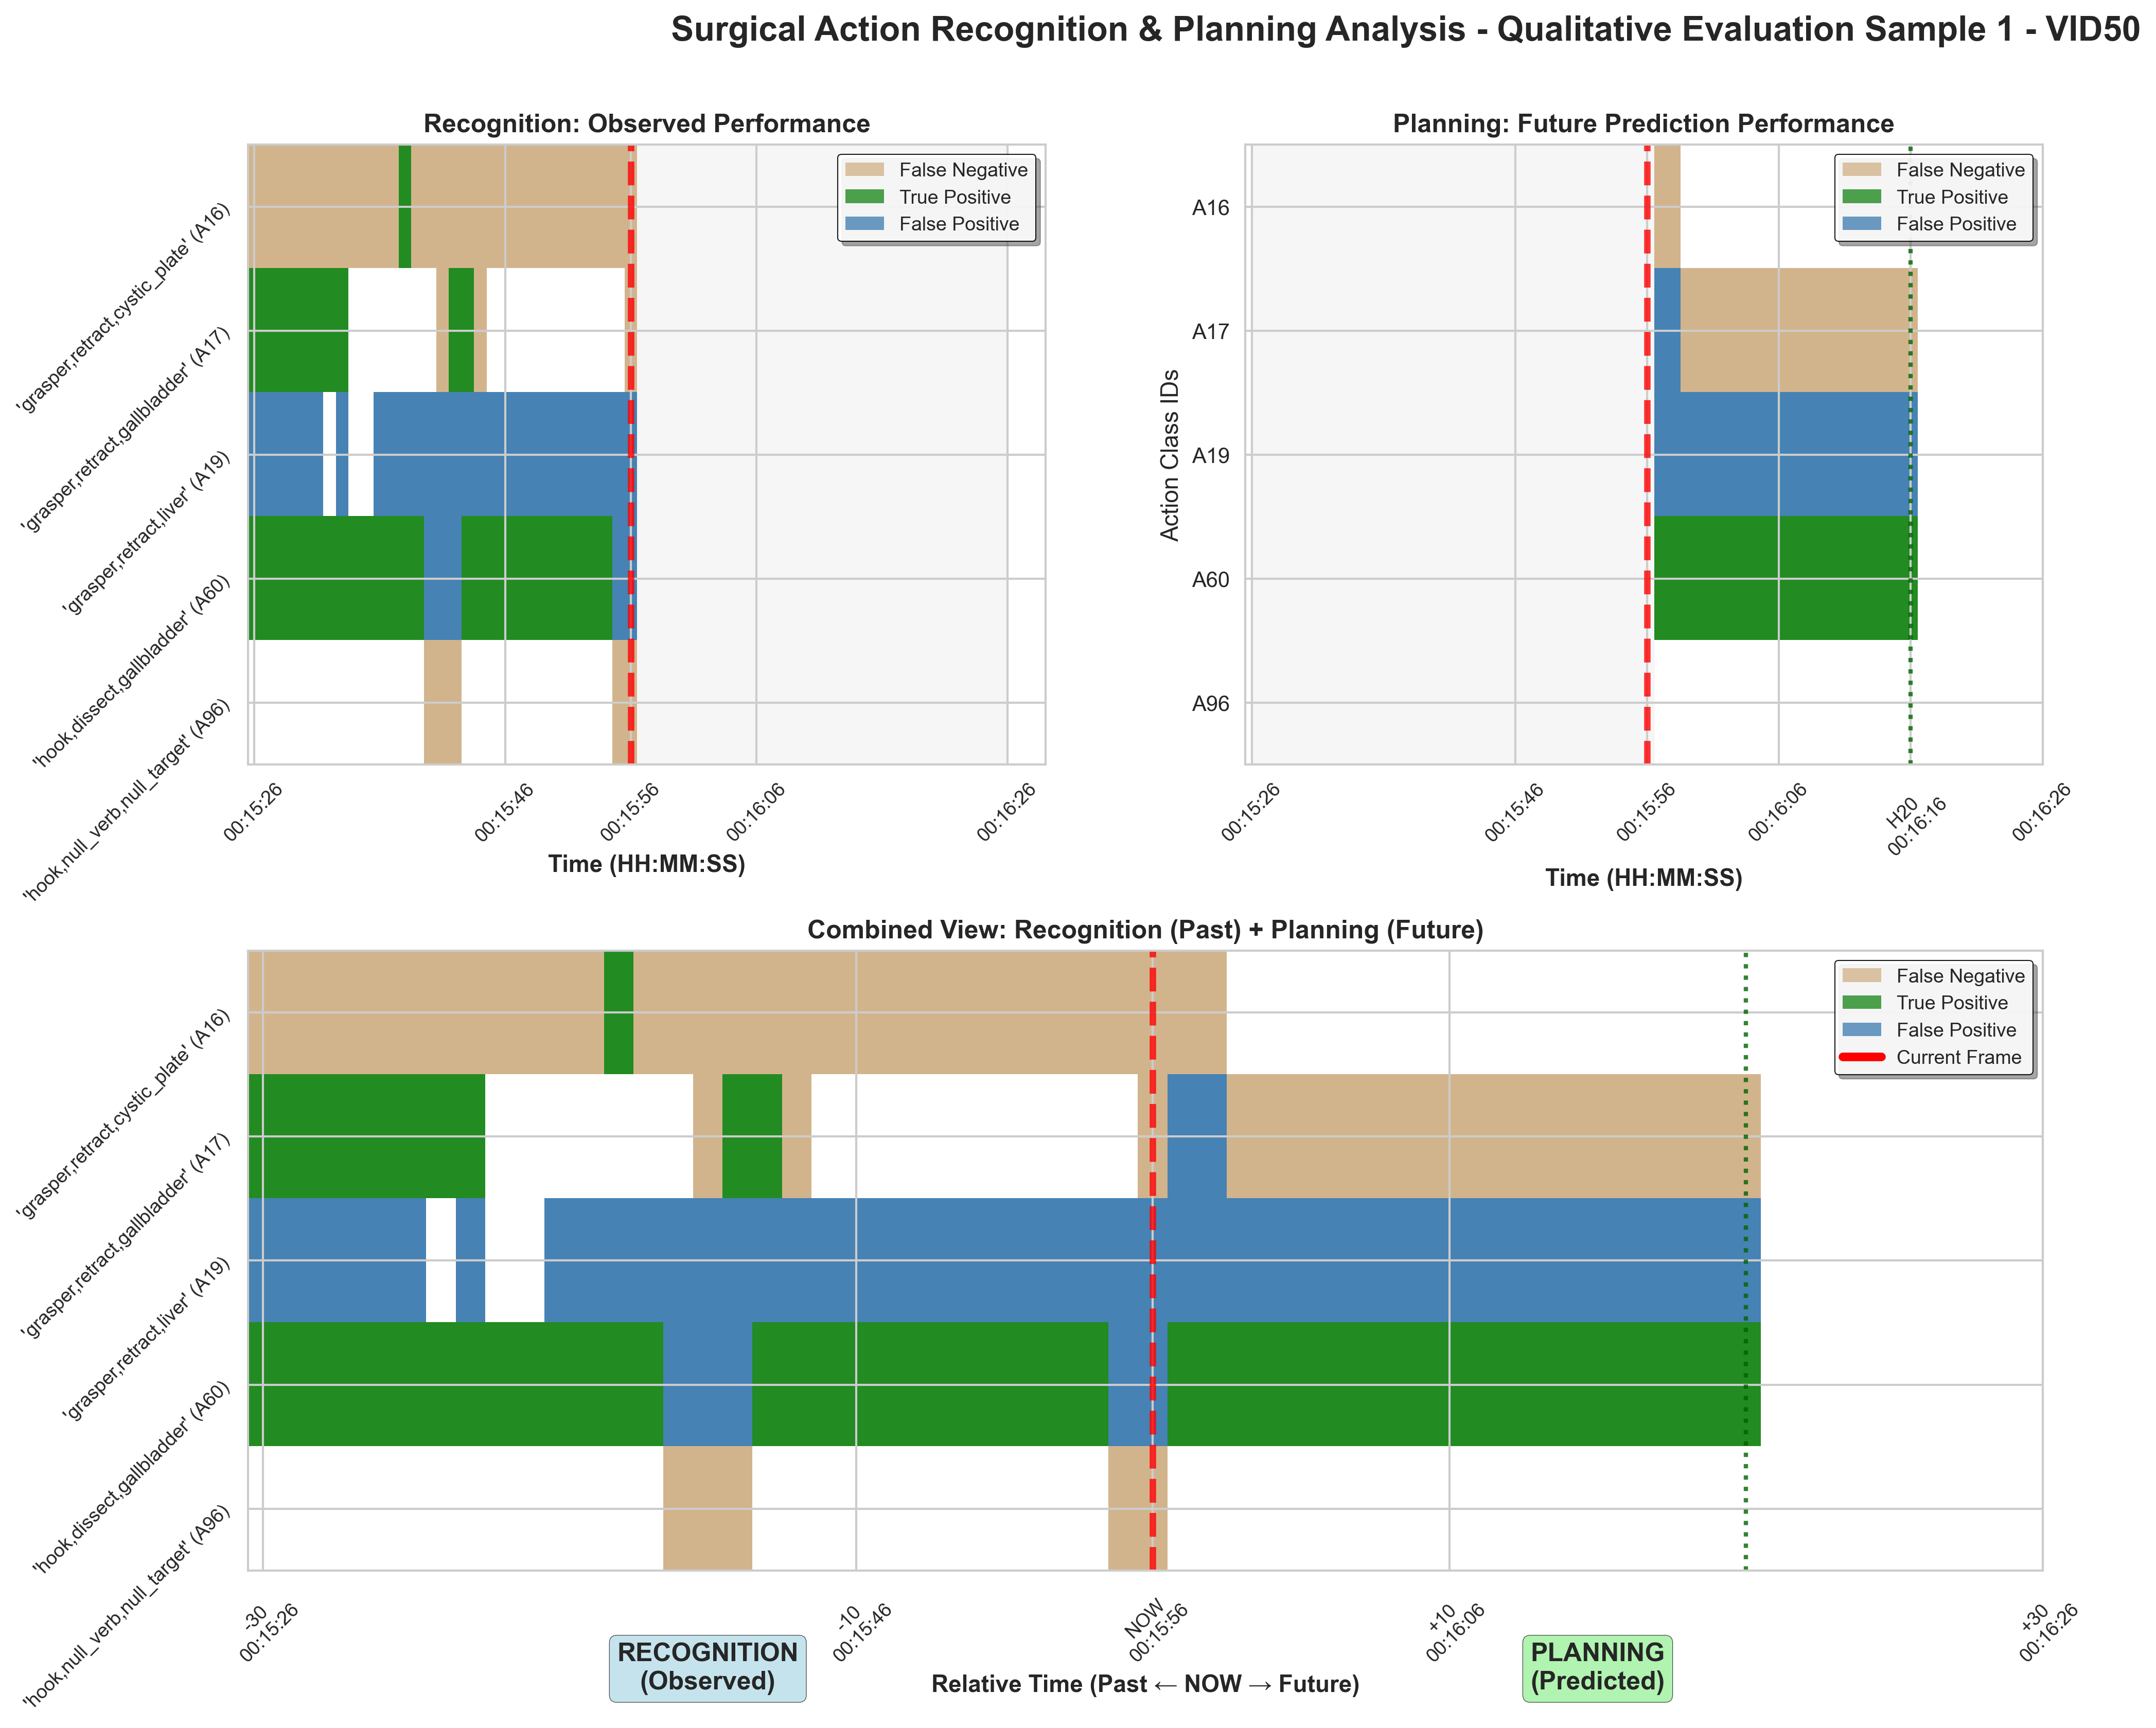 Surgical Action Recognition & Planning Analysis - Qualitative Evaluation Sample 1 - VID50
Recognition: Observed Performance
False Negative
True Positive
False Positive
'grasper,retract,cystic_plate' (A16)
'grasper,retract,gallbladder' (A17)
'grasper,retract,liver' (A19)
'hook,dissect,gallbladder' (A60)
'hook,null_verb,null_target' (A96)
00:15:26
00:15:46
00:15:56
00:16:06
00:16:26
Time (HH:MM:SS)
Planning: Future Prediction Performance
False Negative
True Positive
False Positive
Action Class IDs
A16
A17
A19
A60
A96
00:15:26
00:15:46
00:15:56
00:16:06
H20
00:16:16
00:16:26
Time (HH:MM:SS)
Combined View: Recognition (Past) + Planning (Future)
False Negative
True Positive
False Positive
Current Frame
'grasper,retract,cystic_plate' (A16)
'grasper,retract,gallbladder' (A17)
'grasper,retract,liver' (A19)
'hook,dissect,gallbladder' (A60)
'hook,null_verb,null_target' (A96)
-30
00:15:26
-10
00:15:46
NOW
00:15:56
+10
00:16:06
+30
00:16:26
RECOGNITION
(Observed)
PLANNING
(Predicted)
Relative Time (Past ← NOW → Future)